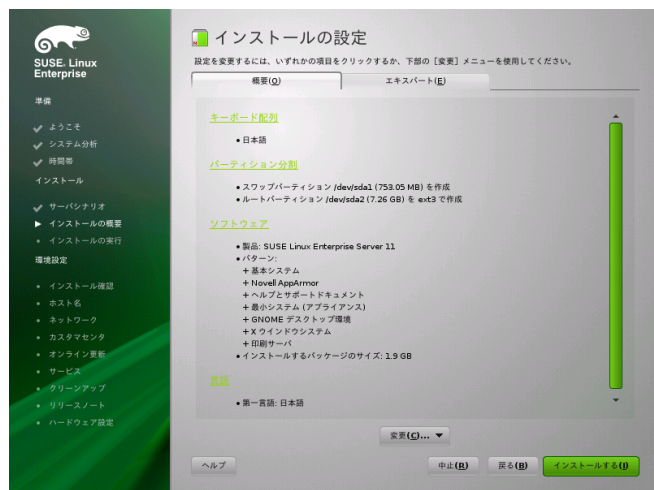 SUSE. Linux
Enterprise
準備
ようこそ
システム分析
時間帯
インストール
サーバシナリオ
インストールの概要
インストールの実行
環境設定
インストール確認
ホスト名
ネットワーク
カスタマセンタ
オンライン更新
サービス
クリーンアップ
リリースノート
ハードウェア設定
インストールの設定
設定を変更するには、いずれかの項目をクリックするか、下部の［変更］メニューを使用してください。
概要(O)
エキスパート(E)
キーボード配列
• 日本語
パーティション分割
• スワップパーティション /dev/sda1 (753.05 MB) を作成
• ルートパーティション /dev/sda2 (7.26 GB) を ext3 で作成
ソフトウェア
• 製品: SUSE Linux Enterprise Server 11
• パターン:
+ 基本システム
+ Novell AppArmor
+ ヘルプとサポートドキュメント
+ 最小システム (アプライアンス)
+ GNOME デスクトップ環境
+ X ウインドウシステム
+ 印刷サーバ
• インストールするパッケージのサイズ: 1.9 GB
言語
• 第一言語: 日本語
変更(C)...
ヘルプ
中止(R)
戻る(B)
インストールする(I)